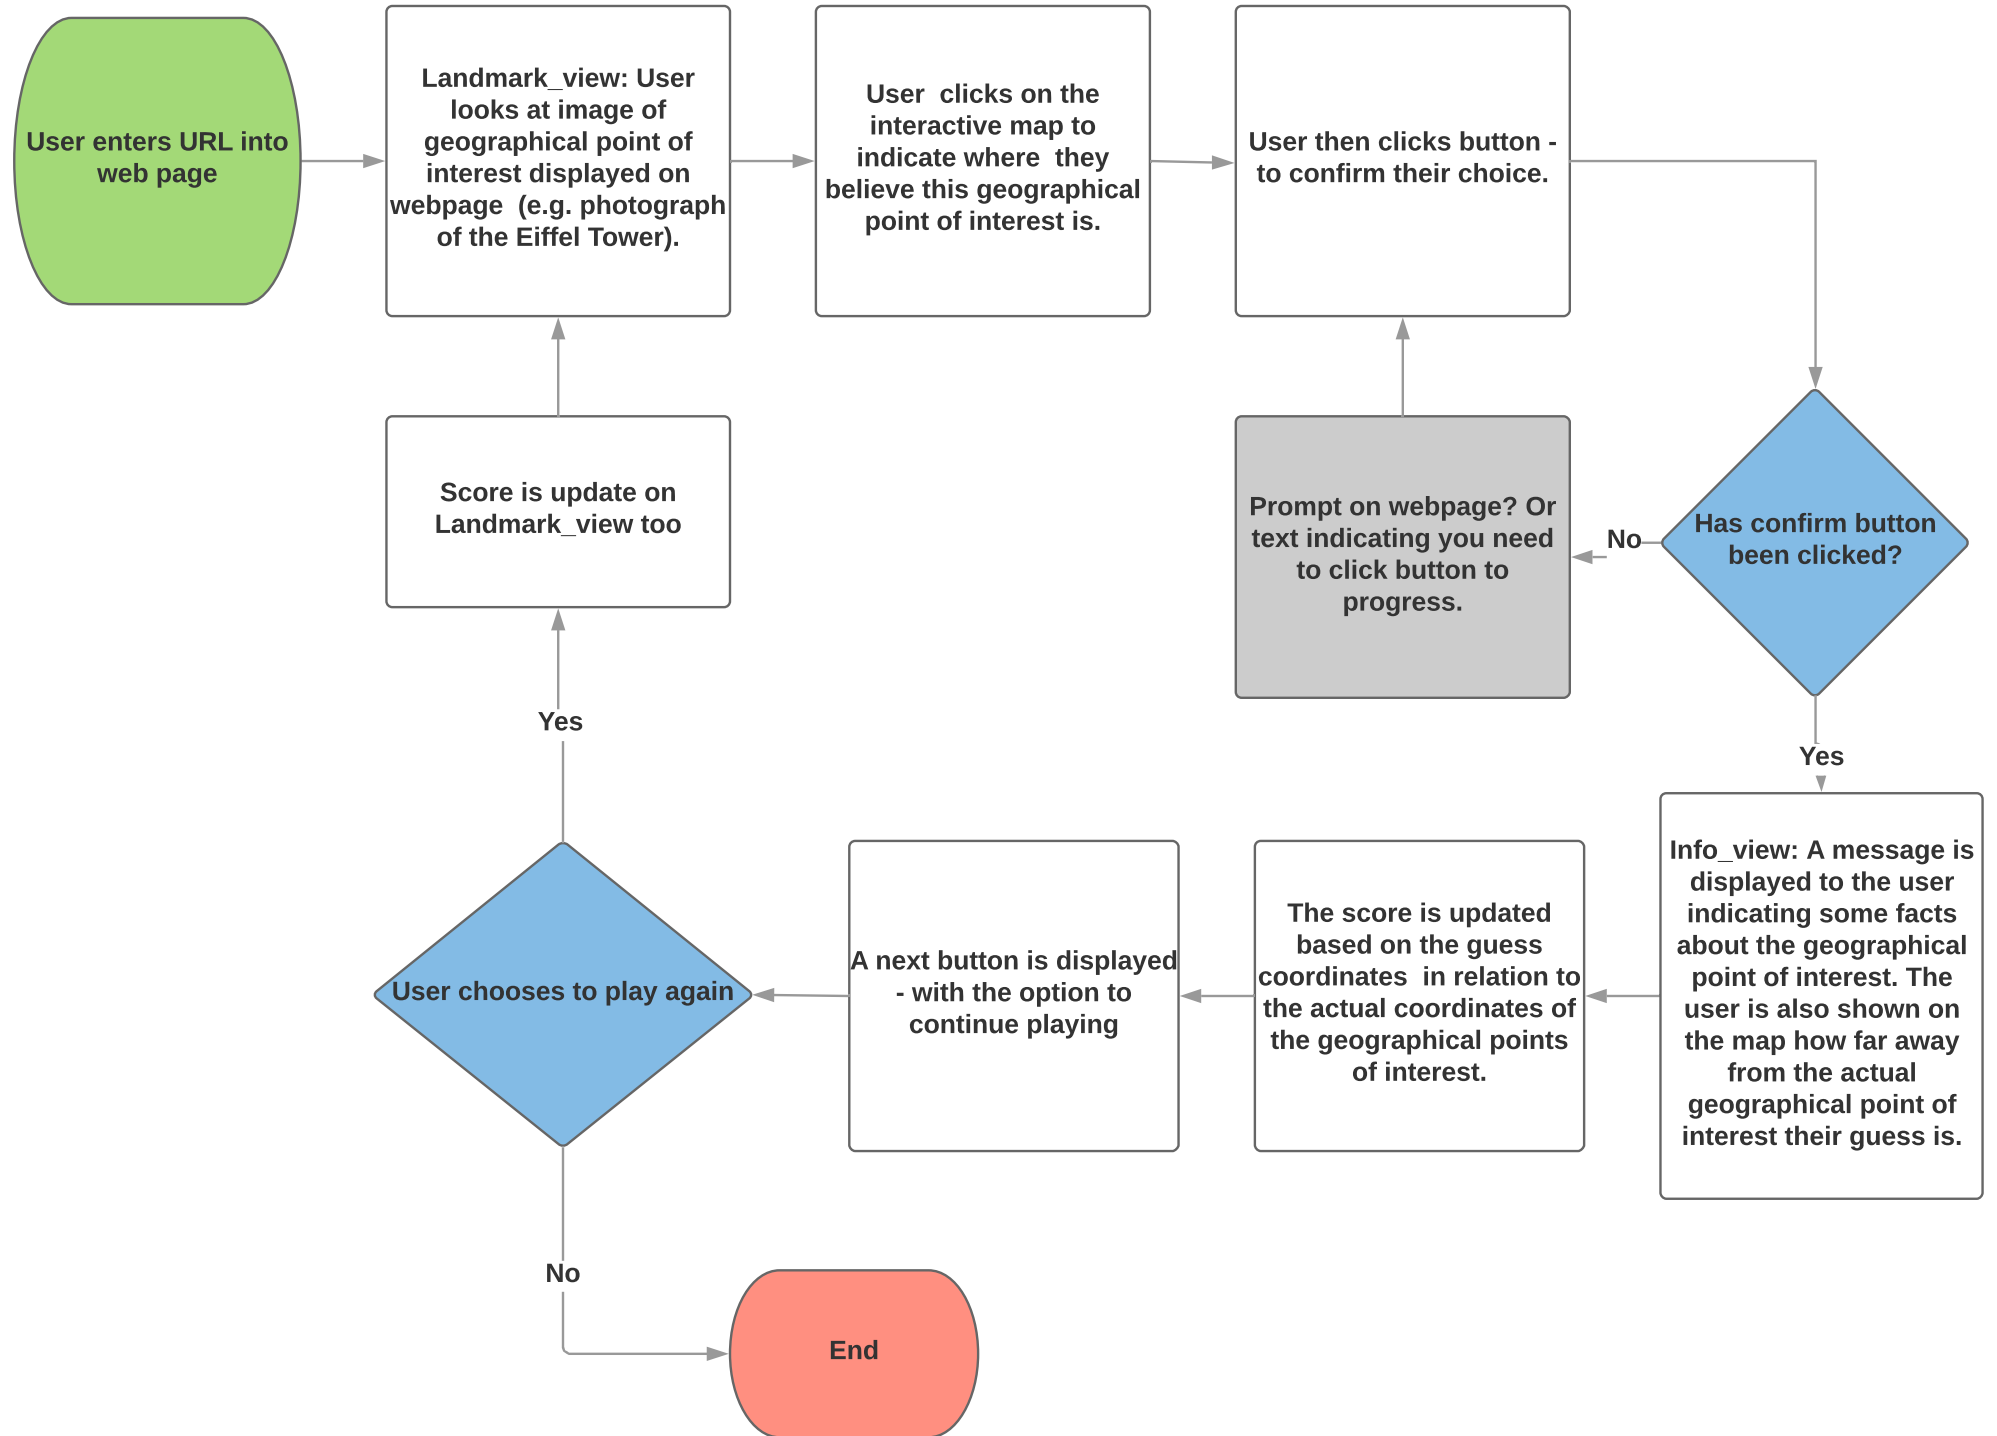 User enters URL into
web page
Landmark_view: User
looks at image of
geographical point of
interest displayed on
webpage  (e.g. photograph
of the Eiffel Tower).
User  clicks on the
interactive map to
indicate where  they
believe this geographical
point of interest is.
User then clicks button -
to confirm their choice.
Has confirm button
been clicked?
No
Prompt on webpage? Or
text indicating you need
to click button to
progress.
Yes
Info_view: A message is
displayed to the user
indicating some facts
about the geographical
point of interest. The
user is also shown on
the map how far away
from the actual
geographical point of
interest their guess is.
The score is updated
based on the guess
coordinates  in relation to
the actual coordinates of
the geographical points
of interest.
A next button is displayed
- with the option to
continue playing
User chooses to play again
Yes
Score is update on
Landmark_view too
No
End